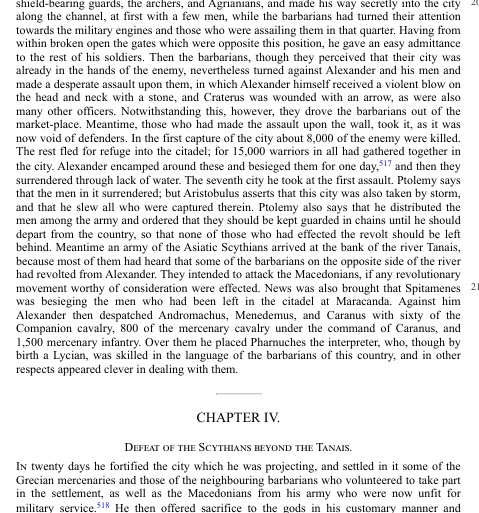 shield-bearing guards, the archers, and Agrianians, and made his way secretly into the city
along the channel, at first with a few men, while the barbarians had turned their attention
towards the military engines and those who were assailing them in that quarter. Having from
within broken open the gates which were opposite this position, he gave an easy admittance
to the rest of his soldiers. Then the barbarians, though they perceived that their city was
already in the hands of the enemy, nevertheless turned against Alexander and his men and
made a desperate assault upon them, in which Alexander himself received a violent blow on
the head and neck with a stone, and Craterus was wounded with an arrow, as were also
many other officers. Notwithstanding this, however, they drove the barbarians out of the
market-place. Meantime, those who had made the assault upon the wall, took it, as it was
now void of defenders. In the first capture of the city about 8,000 of the enemy were killed.
The rest fled for refuge into the citadel; for 15,000 warriors in all had gathered together in
the city. Alexander encamped around these and besieged them for one day,517 and then they
surrendered through lack of water. The seventh city he took at the first assault. Ptolemy says
that the men in it surrendered; but Aristobulus asserts that this city was also taken by storm,
and that he slew all who were captured therein. Ptolemy also says that he distributed the
men among the army and ordered that they should be kept guarded in chains until he should
depart from the country, so that none of those who had effected the revolt should be left
behind. Meantime an army of the Asiatic Scythians arrived at the bank of the river Tanais,
because most of them had heard that some of the barbarians on the opposite side of the river
had revolted from Alexander. They intended to attack the Macedonians, if any revolutionary
movement worthy of consideration were effected. News was also brought that Spitamenes 21
was besieging the men who had been left in the citadel at Maracanda. Against him
Alexander then despatched Andromachus, Menedemus, and Caranus with sixty of the
Companion cavalry, 800 of the mercenary cavalry under the command of Caranus, and
1,500 mercenary infantry. Over them he placed Pharnuches the interpreter, who, though by
birth a Lycian, was skilled in the language of the barbarians of this country, and in other
respects appeared clever in dealing with them.
CHAPTER IV.
Defeat of the Scythians beyond the Tanais.
In twenty days he fortified the city which he was projecting, and settled in it some of the
Grecian mercenaries and those of the neighbouring barbarians who volunteered to take part
in the settlement, as well as the Macedonians from his army who were now unfit for
military service.518 He then offered sacrifice to the gods in his customary manner and